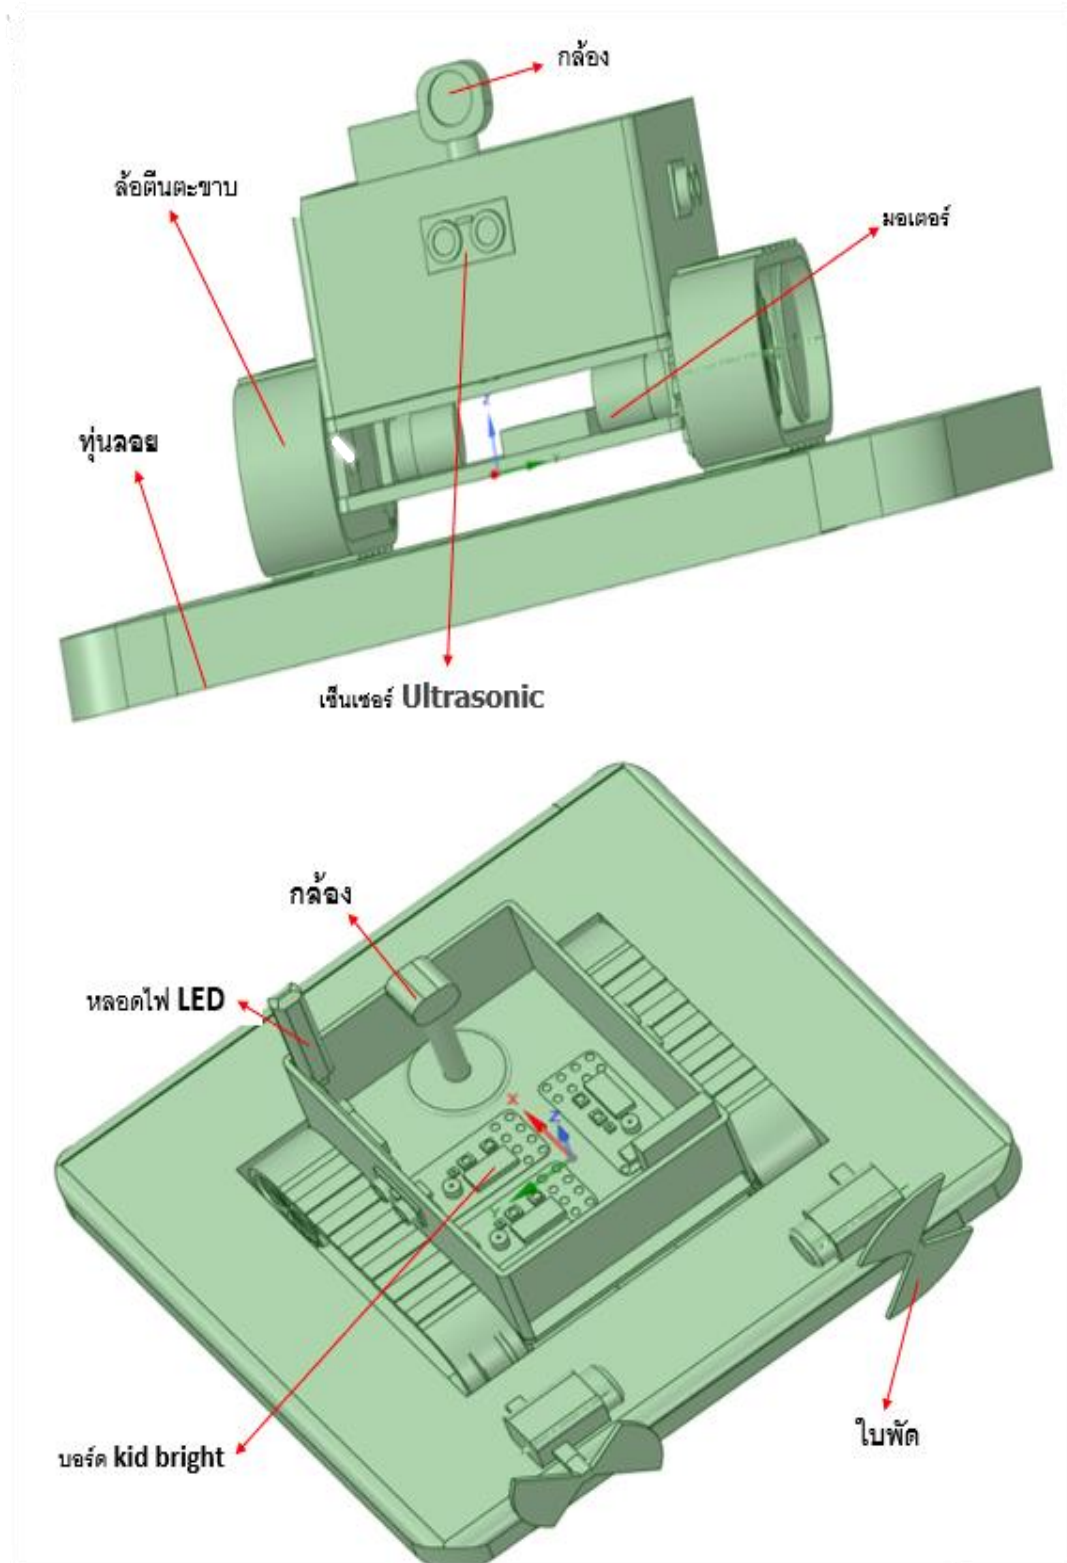 กล้อง
ล้อตีนตะขาบ
มอเตอร์
ทุ่นลอย
เซ็นเซอร์ Ultrasonic
กล้อง
หลอดไฟ LED
บอร์ด kid bright
ใบพัด